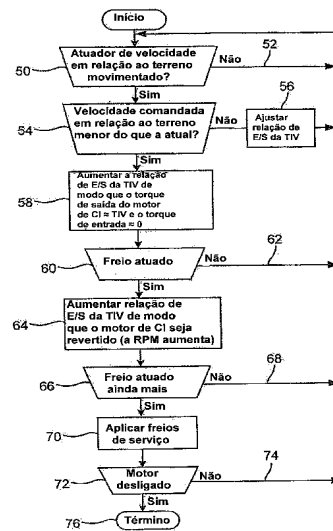 Início
Atuador de velocidade
em relação ao terreno
movimentado?
50
Não
52
Sim
Velocidade comandada
em relação ao terreno
menor do que a atual?
54
Não
56
Ajustar
relação de
E/S da TIV
Sim
Aumentar a relação
de E/S da TIV de
modo que o torque
de saída do motor
de CI ≈ TIV e o torque
de entrada ≈ 0
58
Freio atuado
60
Não
62
Sim
Aumentar relação de
E/S da TIV de modo
que o motor de CI seja
revertido (a RPM aumenta)
64
Freio atuado
ainda mais
66
Não
68
Sim
Aplicar freios
de serviço
70
Motor
desligado
72
Não
74
Sim
Término
76